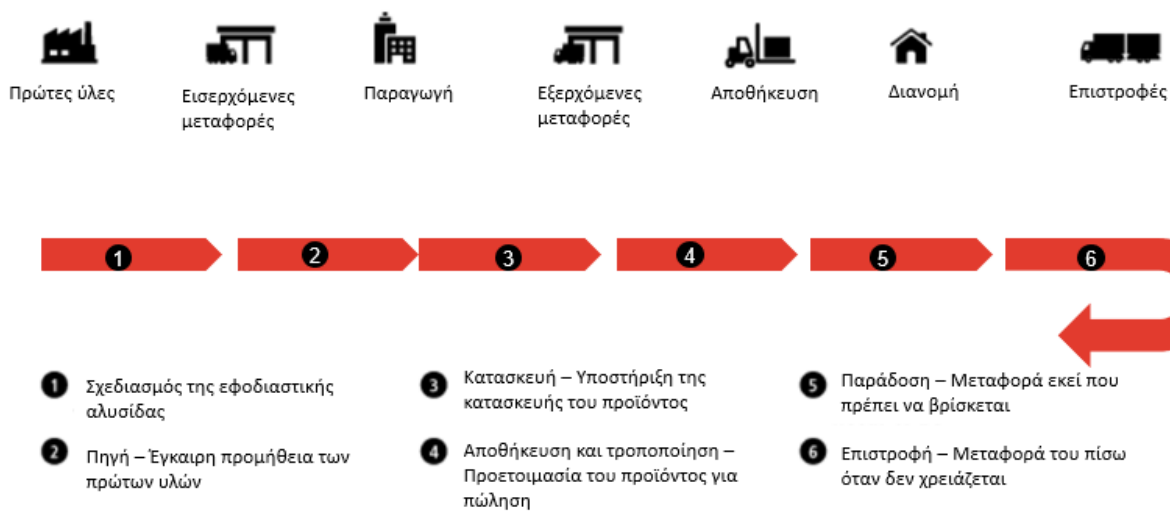 Πρώτες ύλες
Εισερχόμενες
μεταφορές
Παραγωγή
Εξερχόμενες
μεταφορές
Αποθήκευση
Διανομή
Επιστροφές
1
2
3
4
5
6
1 Σχεδιασμός της εφοδιαστικής
αλυσίδας
2 Πηγή – Έγκαιρη προμήθεια των
πρώτων υλών
3 Κατασκευή – Υποστήριξη της
κατασκευής του προϊόντος
4 Αποθήκευση και τροποποίηση –
Προετοιμασία του προϊόντος για
πώληση
5 Παράδοση – Μεταφορά εκεί που
πρέπει να βρίσκεται
6 Επιστροφή – Μεταφορά του πίσω
όταν δεν χρειάζεται